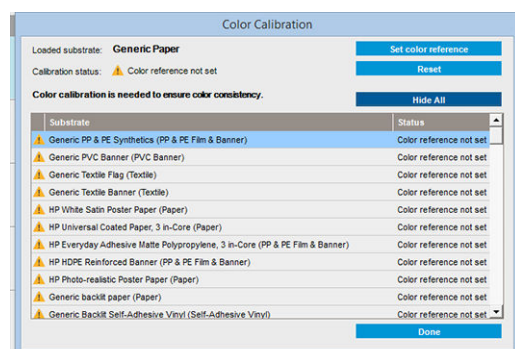 Color Calibration
Loaded substrate: Generic Paper
Set color reference
Calibration status: Color reference not set
Reset
Color calibration is needed to ensure color consistency.
Hide All
Substrate Status
Generic PP & PE Synthetics (PP & PE Film & Banner) Color reference not set
Generic PVC Banner (PVC Banner) Color reference not set
Generic Textile Flag (Textile) Color reference not set
Generic Textile Banner (Textile) Color reference not set
HP White Satin Poster Paper (Paper) Color reference not set
HP Universal Coated Paper, 3 in-Core (Paper) Color reference not set
HP Everyday Adhesive Matte Polypropylene, 3 in-Core (PP & PE Film & Banner) Color reference not set
HP HDPE Reinforced Banner (PP & PE Film & Banner) Color reference not set
HP Photo-realistic Poster Paper (Paper) Color reference not set
Generic backlit paper (Paper) Color reference not set
Generic Backlit Self-Adhesive Vinyl (Self-Adhesive Vinyl) Color reference not set
Done